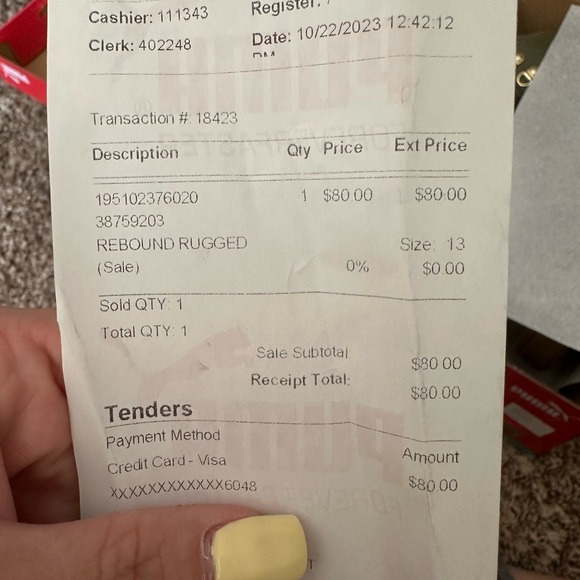 Cashier: 111343 Register:
Clerk: 402248 Date: 10/22/2023 12:42:12
PM
Transaction #: 18423
Description Qty Price Ext Price
195102376020 1 $80.00 $80.00
38759203
REBOUND RUGGED Size: 13
(Sale) 0% $0.00
Sold QTY: 1
Total QTY: 1
Sale Subtotal $80.00
Receipt Total: $80.00
Tenders
Payment Method Amount
Credit Card - Visa $80.00
XXXXXXXXXXXX6048